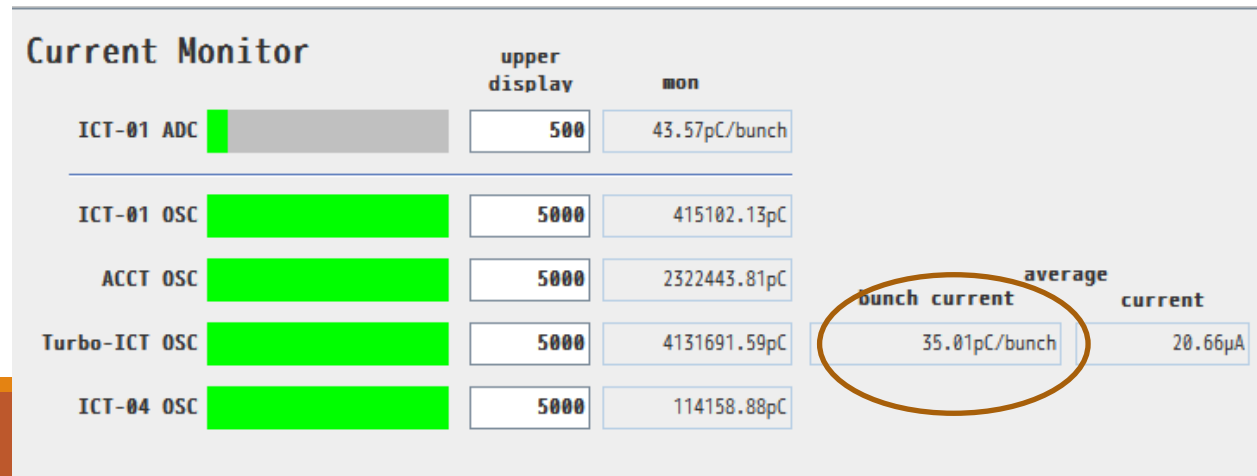 Current Monitor
upper
display
mon
ICT-01 ADC 500 43.57pC/bunch
ICT-01 OSC 5000 415102.13pC
ACCT OSC 5000 2322443.81pC
average
bunch current current
Turbo-ICT OSC 5000 4131691.59pC 35.01pC/bunch 20.66μA
ICT-04 OSC 5000 114158.88pC